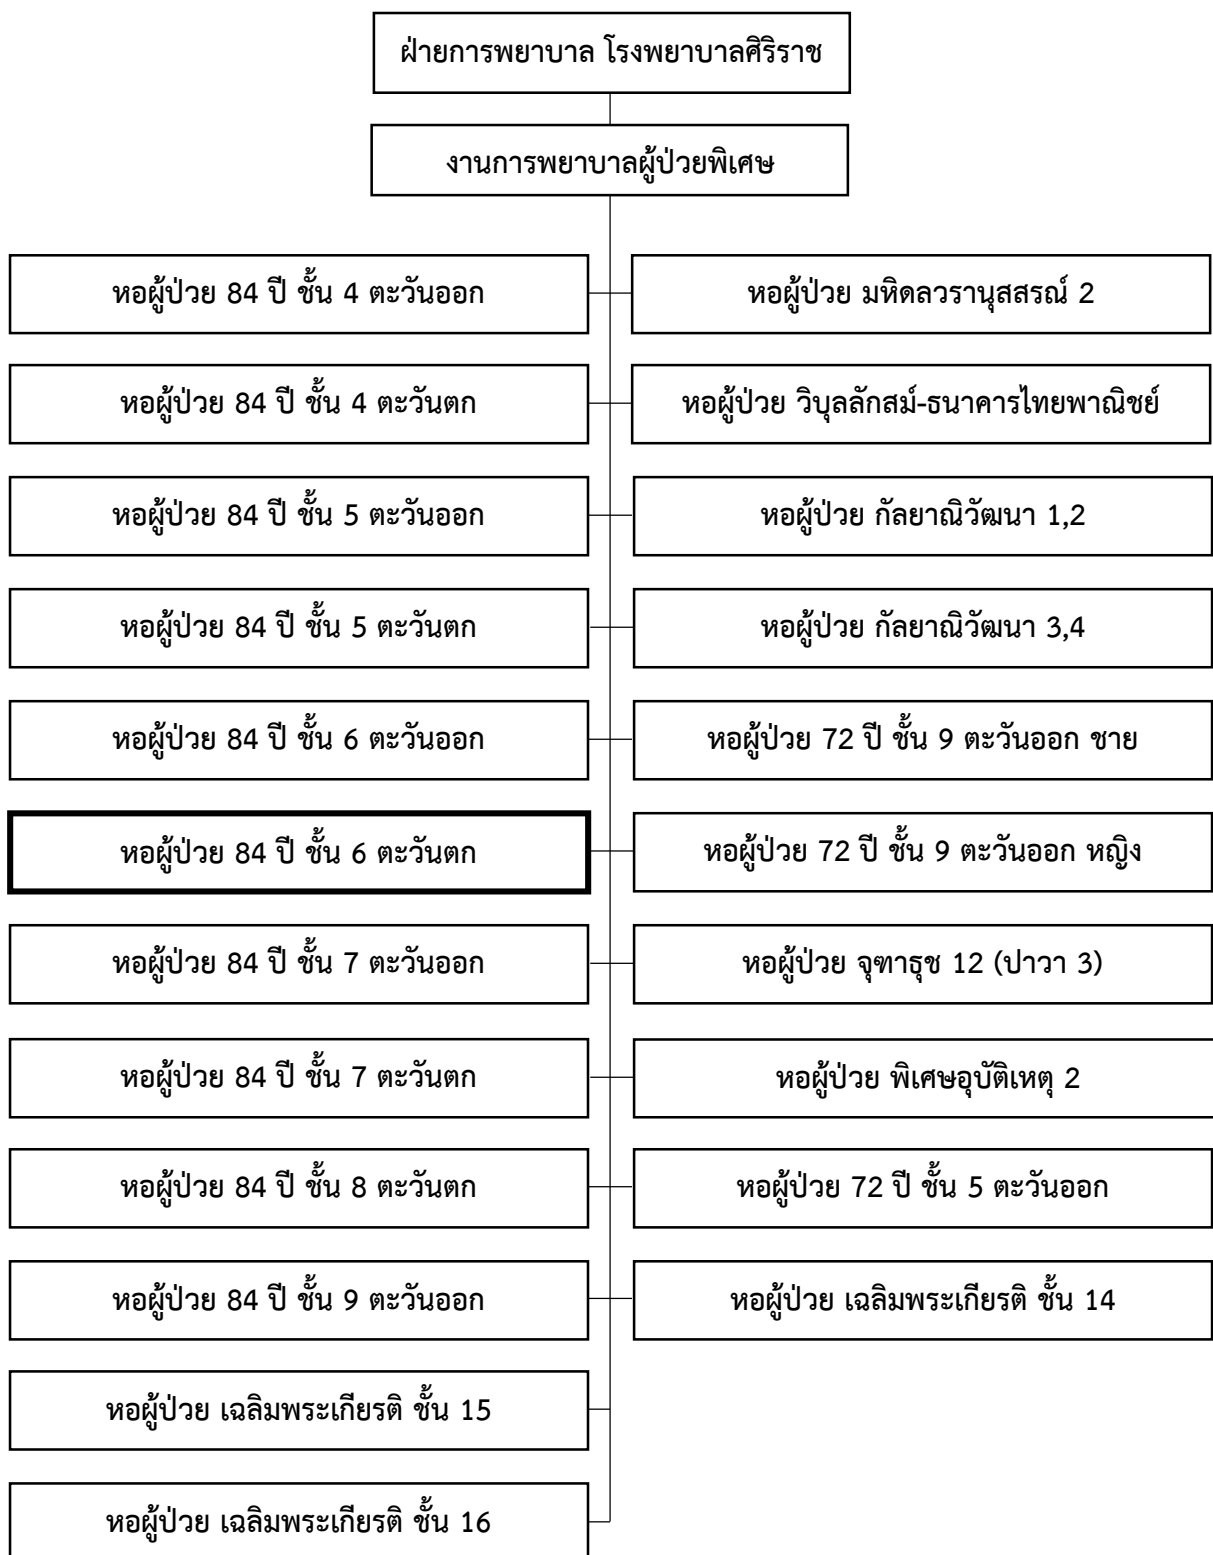 ฝ่ายการพยาบาล โรงพยาบาลศิริราช
งานการพยาบาลผู้ป่วยพิเศษ
หอผู้ป่วย 84 ปี ชั้น 4 ตะวันออก
หอผู้ป่วย มหิดลวรานุสสรณ์ 2
หอผู้ป่วย 84 ปี ชั้น 4 ตะวันตก
หอผู้ป่วย วิบุลลักสม์-ธนาคารไทยพาณิชย์
หอผู้ป่วย 84 ปี ชั้น 5 ตะวันออก
หอผู้ป่วย กัลยาณิวัฒนา 1,2
หอผู้ป่วย 84 ปี ชั้น 5 ตะวันตก
หอผู้ป่วย กัลยาณิวัฒนา 3,4
หอผู้ป่วย 84 ปี ชั้น 6 ตะวันออก
หอผู้ป่วย 72 ปี ชั้น 9 ตะวันออก ชาย
หอผู้ป่วย 84 ปี ชั้น 6 ตะวันตก
หอผู้ป่วย 72 ปี ชั้น 9 ตะวันออก หญิง
หอผู้ป่วย 84 ปี ชั้น 7 ตะวันออก
หอผู้ป่วย จุฑาธุช 12 (ปาวา 3)
หอผู้ป่วย 84 ปี ชั้น 7 ตะวันตก
หอผู้ป่วย พิเศษอุบัติเหตุ 2
หอผู้ป่วย 84 ปี ชั้น 8 ตะวันตก
หอผู้ป่วย 72 ปี ชั้น 5 ตะวันออก
หอผู้ป่วย 84 ปี ชั้น 9 ตะวันออก
หอผู้ป่วย เฉลิมพระเกียรติ ชั้น 14
หอผู้ป่วย เฉลิมพระเกียรติ ชั้น 15
หอผู้ป่วย เฉลิมพระเกียรติ ชั้น 16